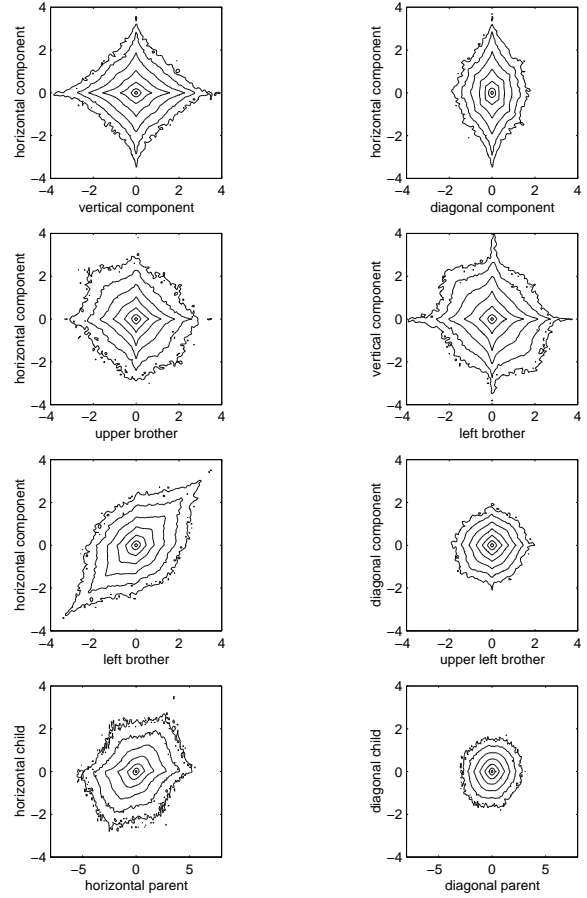 horizontal component
4
2
0
−2
−4
−4 −2 0 2 4
vertical component
horizontal component
4
2
0
−2
−4
−4 −2 0 2 4
diagonal component
horizontal component
4
2
0
−2
−4
−4 −2 0 2 4
upper brother
vertical component
4
2
0
−2
−4
−4 −2 0 2 4
left brother
horizontal component
4
2
0
−2
−4
−4 −2 0 2 4
left brother
diagonal component
4
2
0
−2
−4
−4 −2 0 2 4
upper left brother
horizontal child
4
2
0
−2
−4
−5 0 5
horizontal parent
diagonal child
4
2
0
−2
−4
−5 0 5
diagonal parent